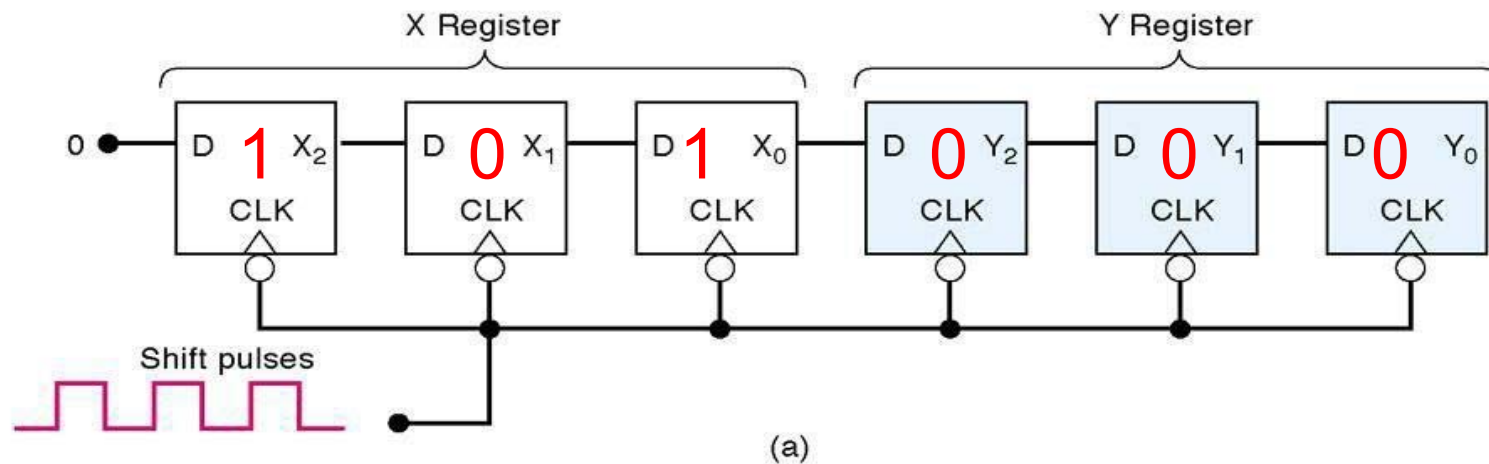 X Register Y Register
0 D 1 X₂ D 0 X₁ D 1 X₀ D 0 Y₂ D 0 Y₁ D 0 Y₀
CLK CLK CLK CLK CLK CLK
Shift pulses
(a)